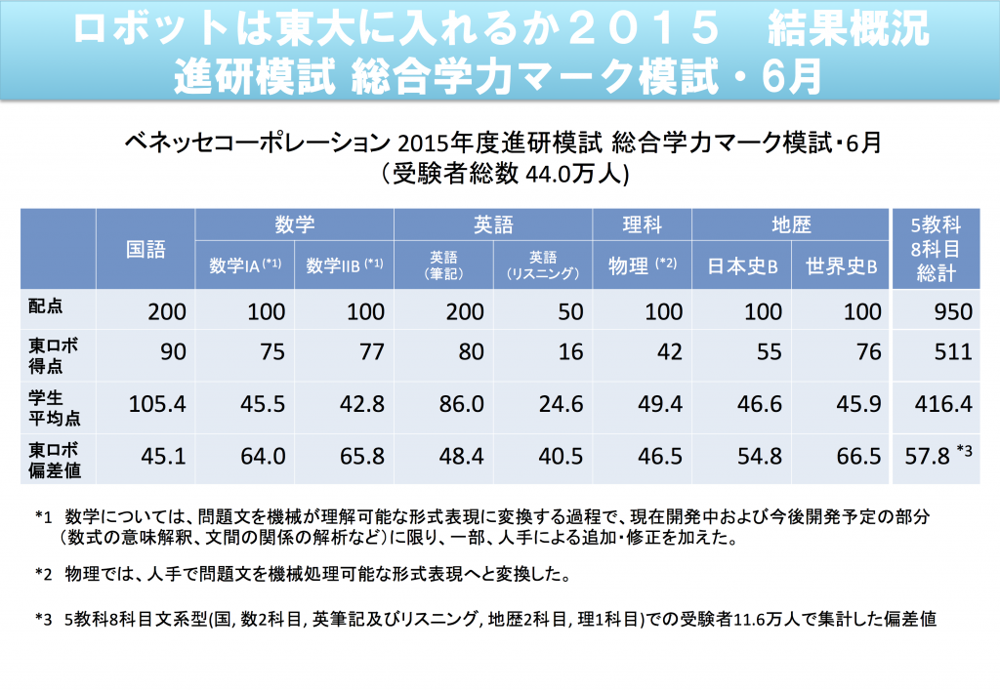 ロボットは東大に入れるか2015　結果概況
進研模試 総合学力マーク模試・6月
ベネッセコーポレーション 2015年度進研模試 総合学力マーク模試・6月
（受験者総数 44.0万人)
国語 数学 英語 理科 地歴 5教科 8科目 総計
数学IA (*1) 数学IIB (*1) 英語（筆記） 英語（リスニング） 物理 (*2) 日本史B 世界史B
配点 200 100 100 200 50 100 100 100 950
東ロボ得点 90 75 77 80 16 42 55 76 511
学生平均点 105.4 45.5 42.8 86.0 24.6 49.4 46.6 45.9 416.4
東ロボ偏差値 45.1 64.0 65.8 48.4 40.5 46.5 54.8 66.5 57.8 *3
*1 数学については、問題文を機械が理解可能な形式表現に変換する過程で、現在開発中および今後開発予定の部分
（数式の意味解釈、文間の関係の解析など）に限り、一部、人手による追加・修正を加えた。
*2 物理では、人手で問題文を機械処理可能な形式表現へと変換した。
*3 5教科8科目文系型(国, 数2科目, 英筆記及びリスニング, 地歴2科目, 理1科目)での受験者11.6万人で集計した偏差値